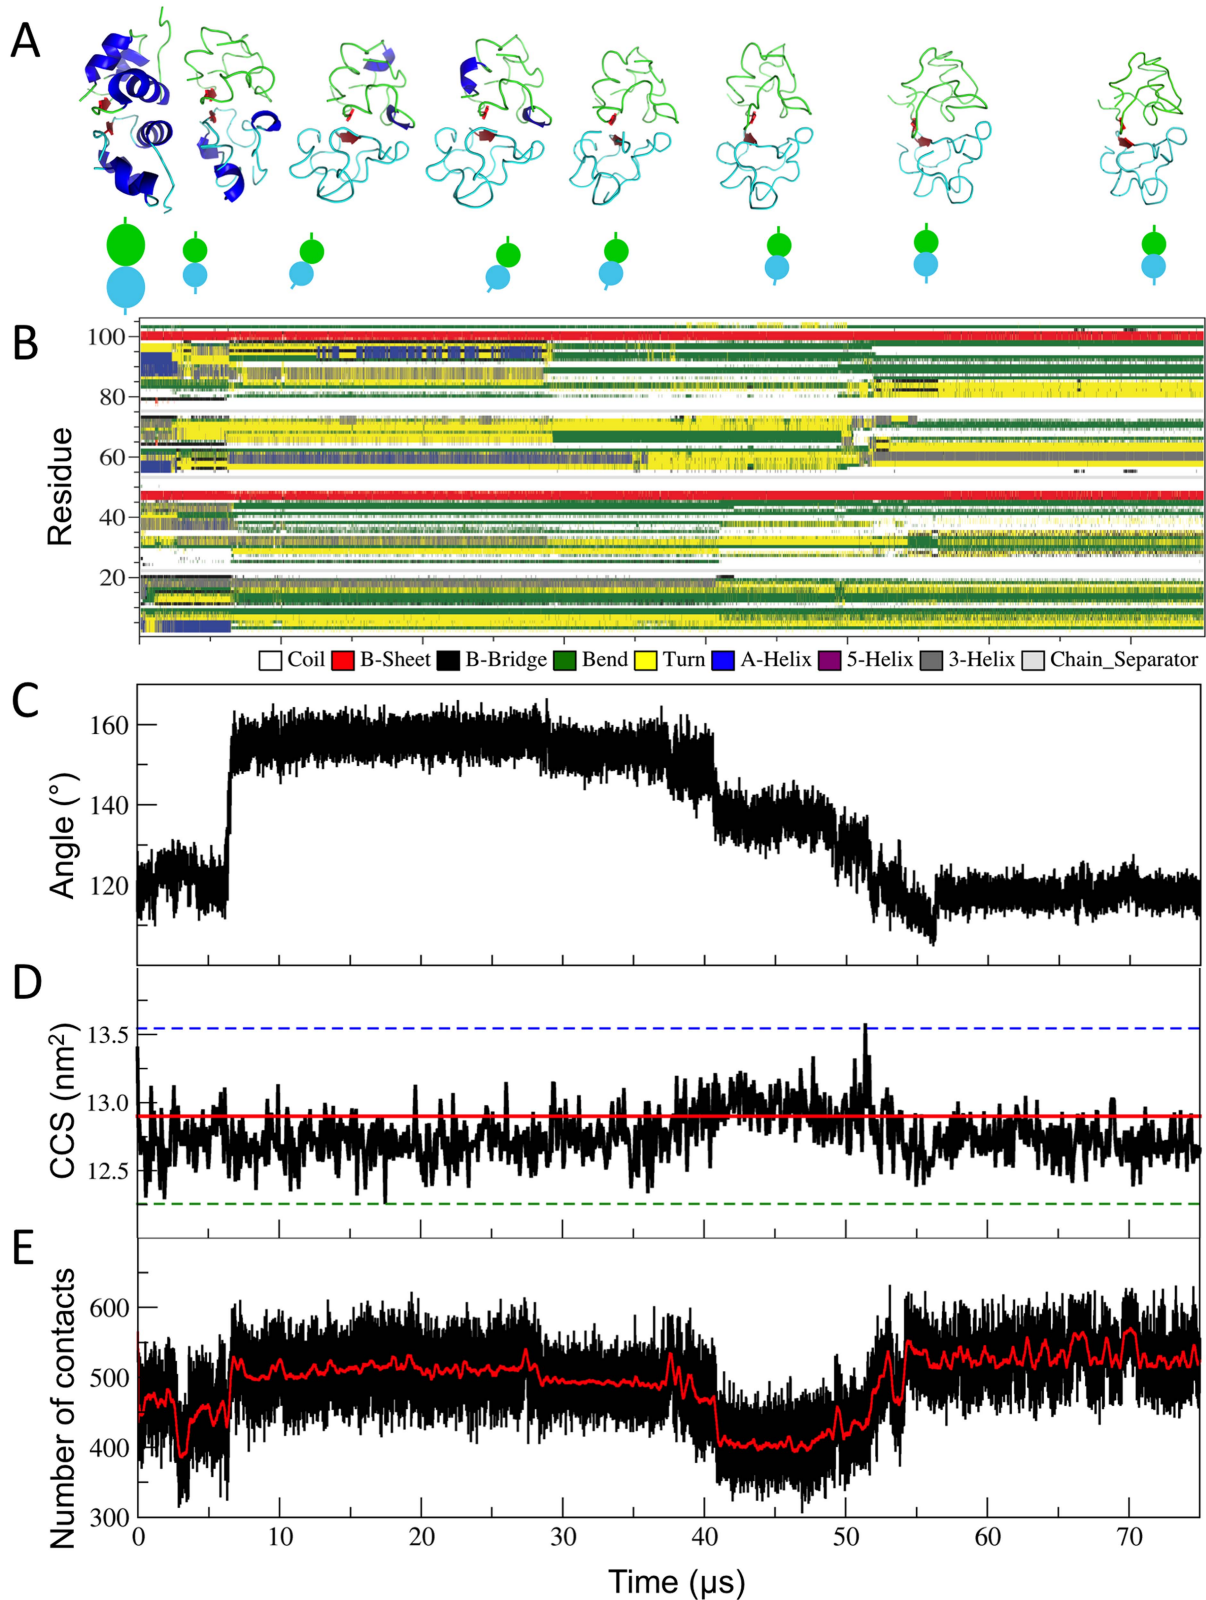 A
B
Residue
100
80
60
40
20
Coil B-Sheet B-Bridge Bend Turn A-Helix 5-Helix 3-Helix Chain_Separator
C
Angle (°)
160
140
120
D
CCS (nm²)
13.5
13.0
12.5
E
Number of contacts
600
500
400
300
0 10 20 30 40 50 60 70
Time (μs)